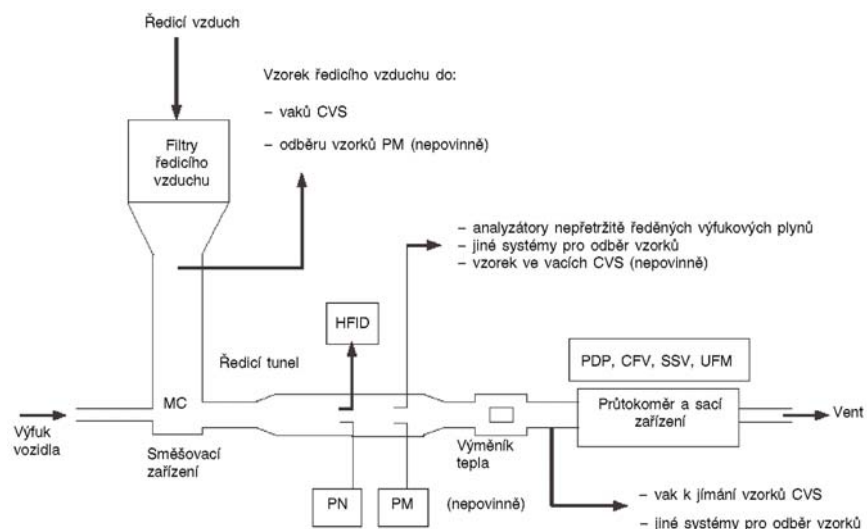 Ředicí vzduch
Vzorek ředicího vzduchu do:
– vaků CVS
– odběru vzorků PM (nepovinně)
Filtry
ředicího
vzduchu
– analyzátory nepřetržitě ředěných výfukových plynů
– jiné systémy pro odběr vzorků
– vzorek ve vacích CVS (nepovinně)
HFID
Ředicí tunel
PDP, CFV, SSV, UFM
MC
Průtokoměr a sací
zařízení
Vent
Výfuk
vozidla
Směšovací
zařízení
Výměník
tepla
PN
PM
(nepovinně)
– vak k jímání vzorků CVS
– jiné systémy pro odběr vzorků